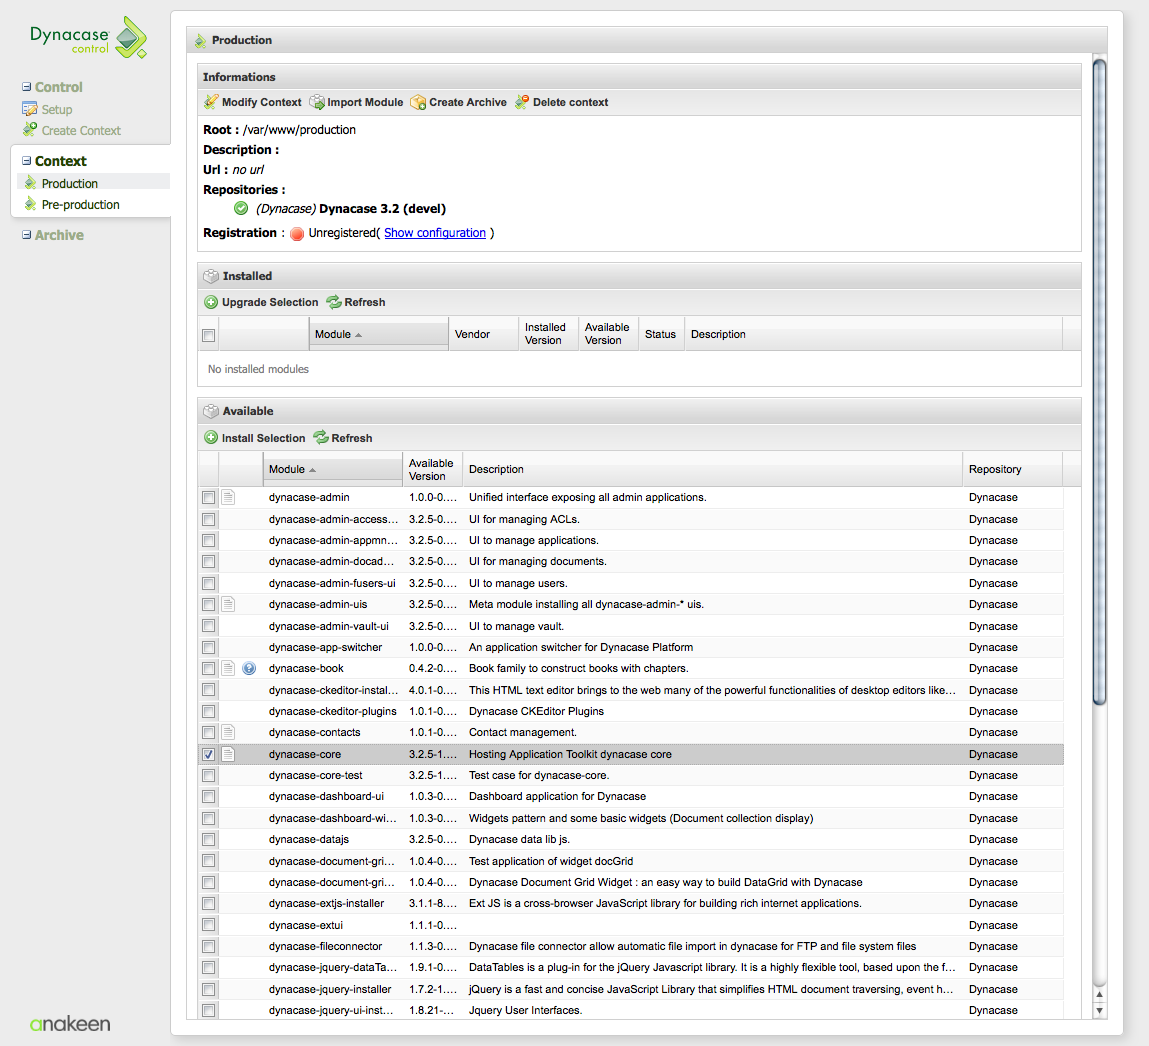 Dynacase
control
Control
Setup
Create Context
Context
Production
Pre-production
Archive
anakeen
Production
Informations
Modify Context Import Module Create Archive Delete context
Root : /var/www/production
Description :
Url : no url
Repositories :
(Dynacase) Dynacase 3.2 (devel)
Registration : Unregistered( Show configuration )
Installed
Upgrade Selection Refresh
Module Vendor Installed Version Available Version Status Description
No installed modules
Available
Install Selection Refresh
Module Available Version Description Repository
dynacase-admin 1.0.0-0.... Unified interface exposing all admin applications. Dynacase
dynacase-admin-access... 3.2.5-0.... UI for managing ACLs. Dynacase
dynacase-admin-appmn... 3.2.5-0.... UI to manage applications. Dynacase
dynacase-admin-docad... 3.2.5-0.... UI for managing documents. Dynacase
dynacase-admin-fusers-ui 3.2.5-0.... UI to manage users. Dynacase
dynacase-admin-uis 3.2.5-0.... Meta module installing all dynacase-admin-* uis. Dynacase
dynacase-admin-vault-ui 3.2.5-0.... UI to manage vault. Dynacase
dynacase-app-switcher 1.0.0-0.... An application switcher for Dynacase Platform Dynacase
dynacase-book 0.4.2-0.... Book family to construct books with chapters. Dynacase
dynacase-ckeditor-instal... 4.0.1-0.... This HTML text editor brings to the web many of the powerful functionalities of desktop editors like... Dynacase
dynacase-ckeditor-plugins 1.0.1-0.... Dynacase CKEditor Plugins Dynacase
dynacase-contacts 1.0.1-0.... Contact management. Dynacase
dynacase-core 3.2.5-1.... Hosting Application Toolkit dynacase core Dynacase
dynacase-core-test 3.2.5-1.... Test case for dynacase-core. Dynacase
dynacase-dashboard-ui 1.0.3-0.... Dashboard application for Dynacase Dynacase
dynacase-dashboard-wi... 1.0.3-0.... Widgets pattern and some basic widgets (Document collection display) Dynacase
dynacase-datajs 3.2.5-0.... Dynacase data lib js. Dynacase
dynacase-document-gri... 1.0.4-0.... Test application of widget docGrid Dynacase
dynacase-document-gri... 1.0.4-0.... Dynacase Document Grid Widget : an easy way to build DataGrid with Dynacase Dynacase
dynacase-extjs-installer 3.1.1-8.... Ext JS is a cross-browser JavaScript library for building rich internet applications. Dynacase
dynacase-extui 1.1.1-0.... Dynacase
dynacase-fileconnector 1.1.3-0.... Dynacase file connector allow automatic file import in dynacase for FTP and file system files Dynacase
dynacase-jquery-dataTa... 1.9.1-0.... DataTables is a plug-in for the jQuery Javascript library. It is a highly flexible tool, based upon the f... Dynacase
dynacase-jquery-installer 1.7.2-1.... jQuery is a fast and concise JavaScript Library that simplifies HTML document traversing, event h... Dynacase
dynacase-jquery-ui-inst... 1.8.21-... Jquery User Interfaces. Dynacase